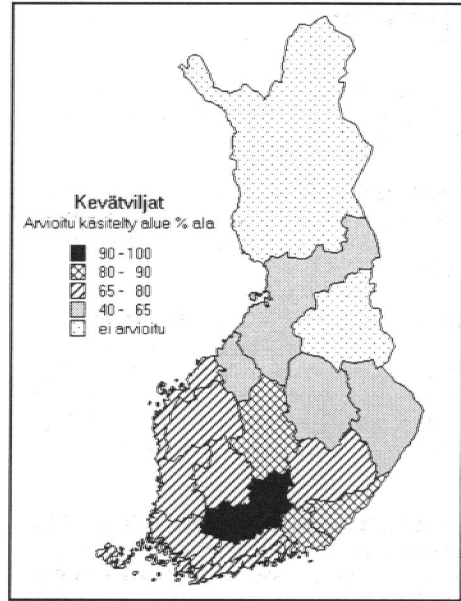 Kevätviljat
Arvioitu käsitelty alue % ala
90 - 100
80 - 90
65 - 80
40 - 65
ei arvioitu